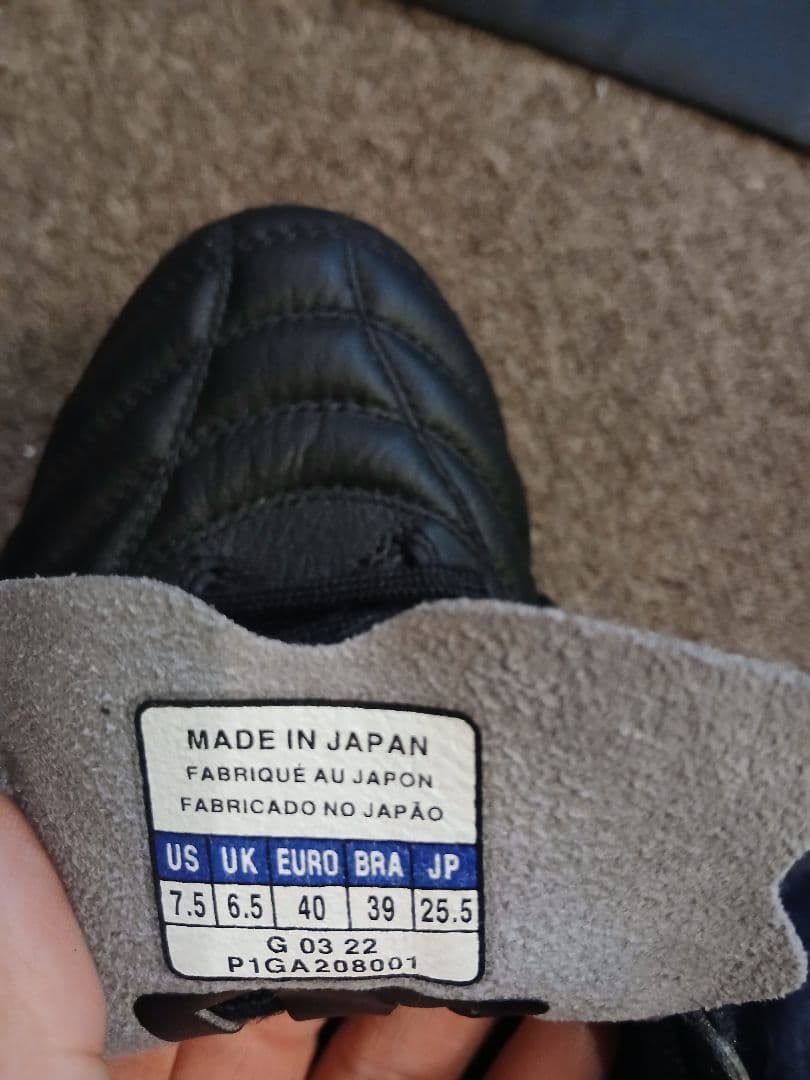 MADE IN JAPAN
FABRIQUÉ AU JAPON
FABRICADO NO JAPÃO
US UK EURO BRA JP
7.5 6.5 40 39 25.5
G 03 22
P1GA208001